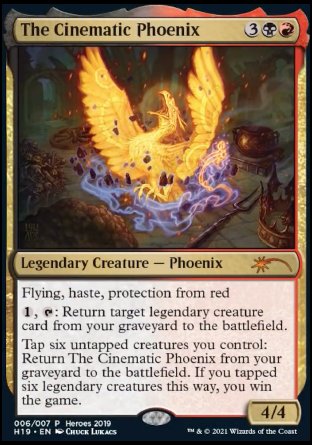 The Cinematic Phoenix 3
Legendary Creature — Phoenix
Flying, haste, protection from red
1, : Return target legendary creature
card from your graveyard to the battlefield.
Tap six untapped creatures you control:
Return The Cinematic Phoenix from your
graveyard to the battlefield. If you tapped
six legendary creatures this way, you win
the game.
4/4
006/007 P Heroes 2019
H19 • EN Chuck Lukacs
™ & © 2021 Wizards of the Coast